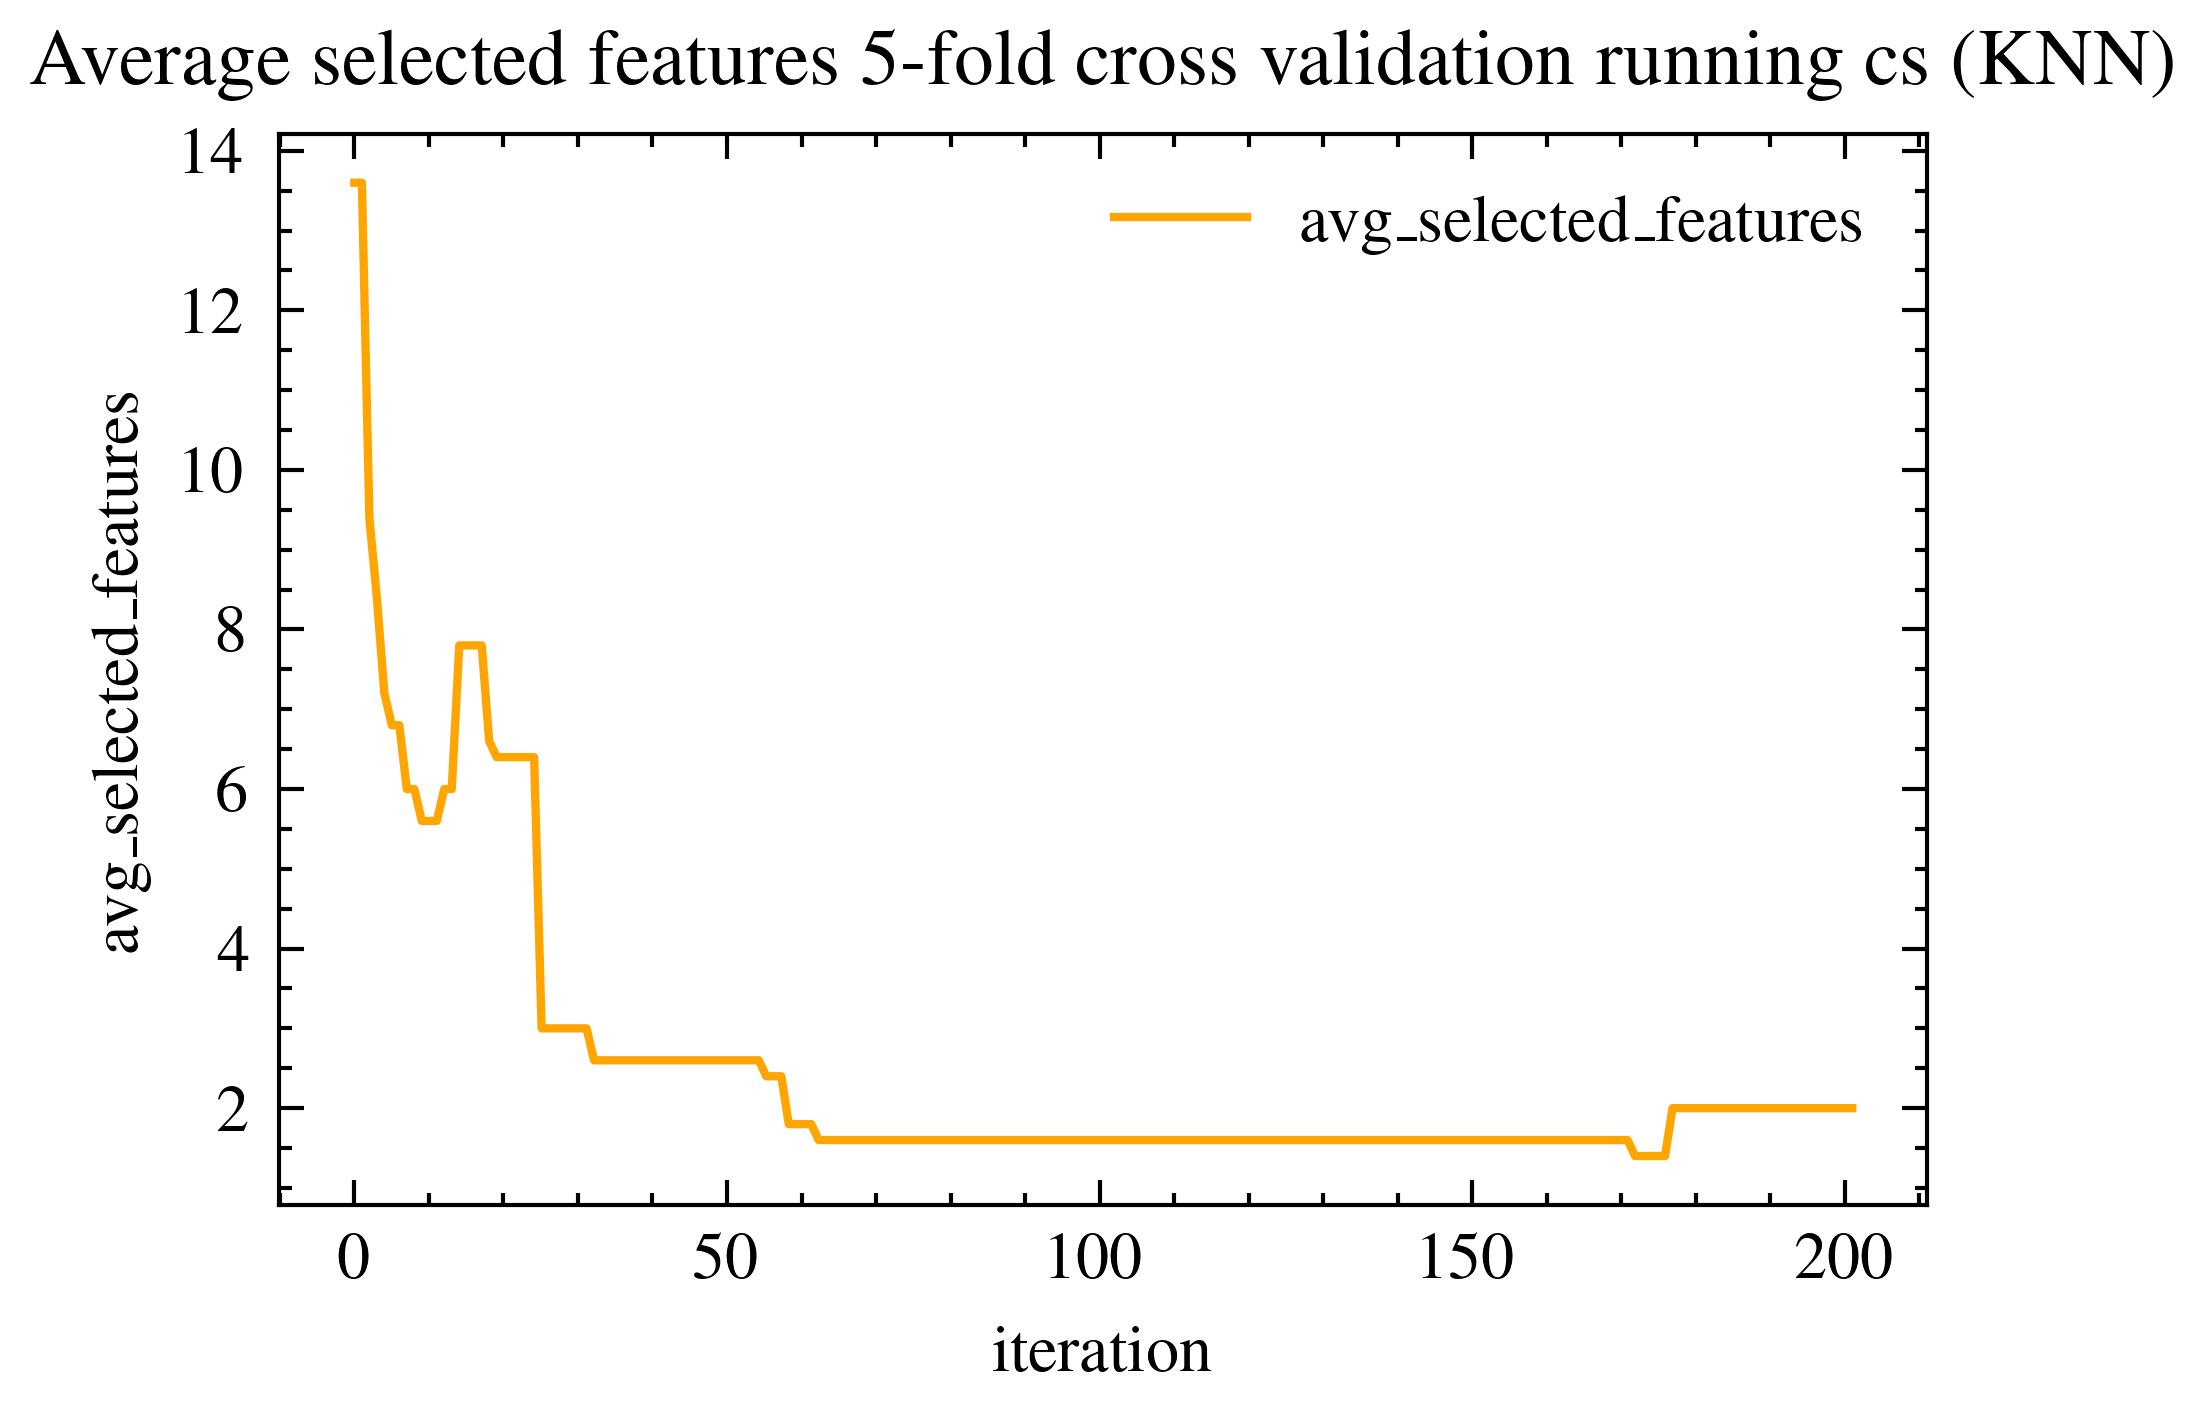 Average selected features 5-fold cross validation running cs (KNN)
avg_selected_features
14
12
10
8
6
4
2
avg_selected_features
0 50 100 150 200
iteration